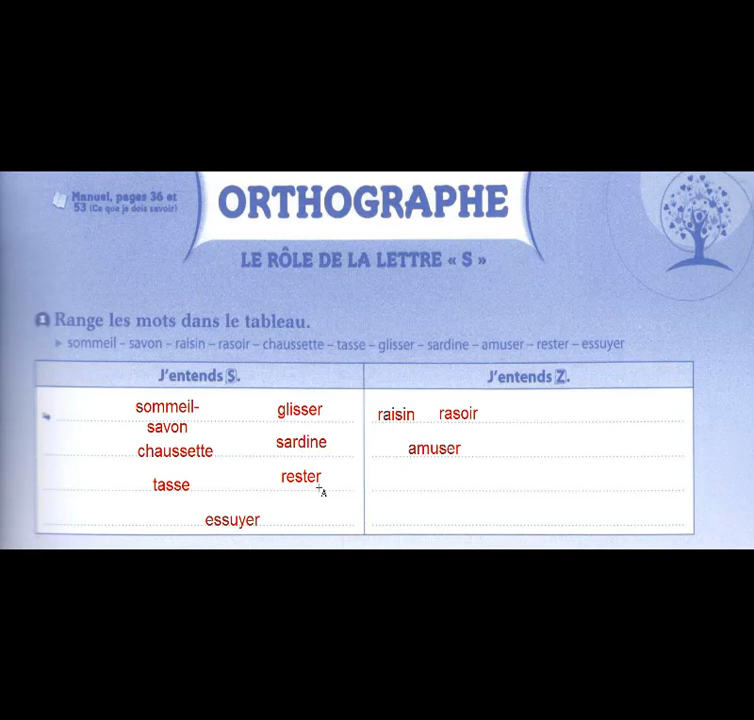 Manuel, pages 36 et
53 (Ce que je dois savoir)
ORTHOGRAPHE
LE RÔLE DE LA LETTRE « S »
1 Range les mots dans le tableau.
▶ sommeil – savon – raisin – rasoir – chaussette – tasse – glisser – sardine – amuser – rester – essuyer
J'entends S.
J'entends Z.
sommeil-
glisser
savon
chaussette
sardine
tasse
rester
essuyer
raisin
rasoir
amuser